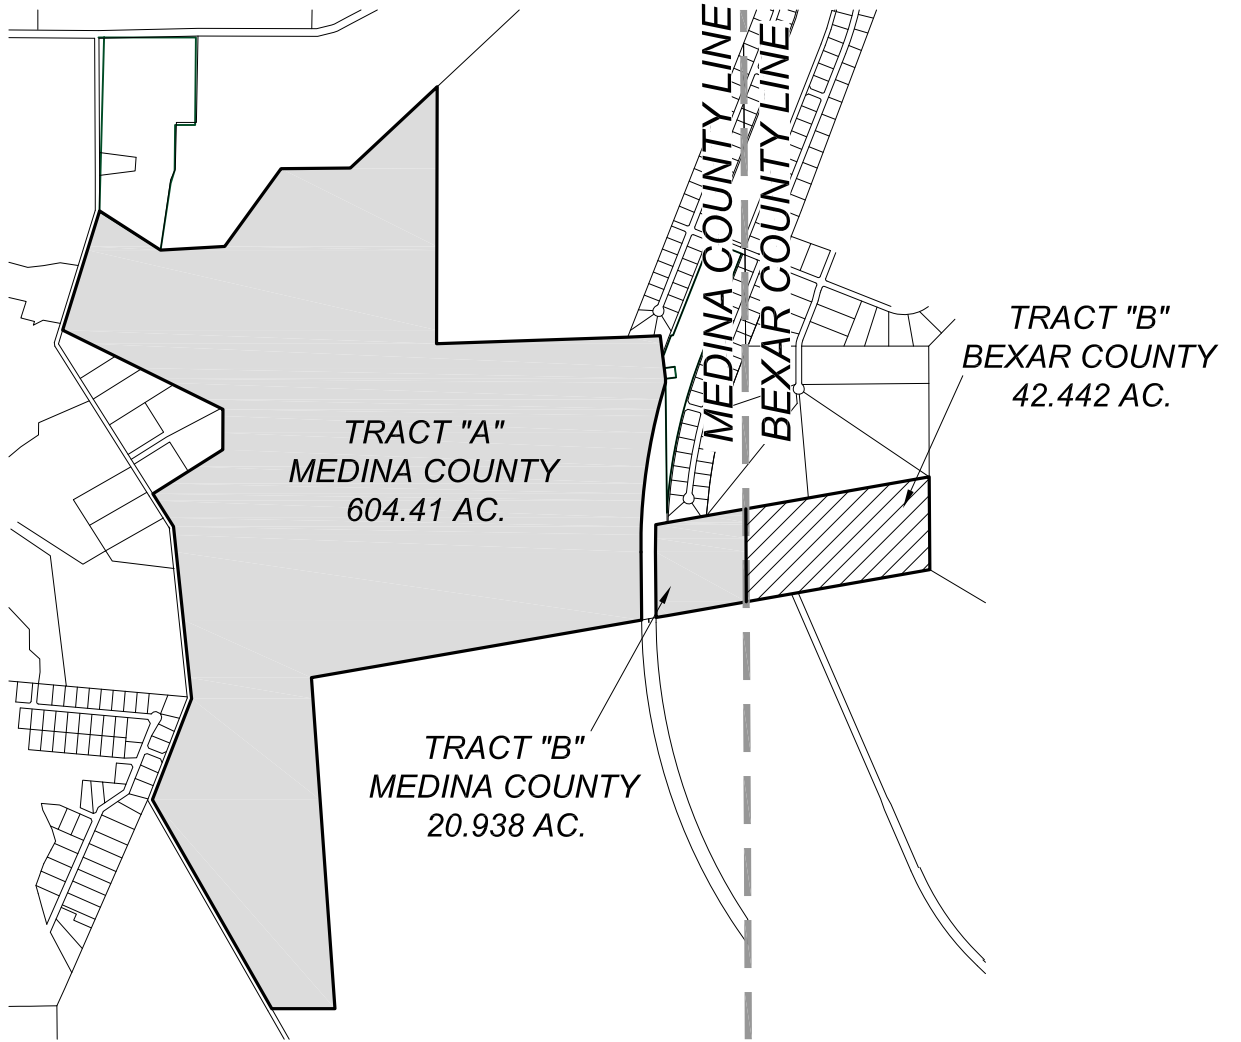 MEDINA COUNTY LINE
BEXAR COUNTY LINE
TRACT "B"
BEXAR COUNTY
42.442 AC.
TRACT "A"
MEDINA COUNTY
604.41 AC.
TRACT "B"
MEDINA COUNTY
20.938 AC.